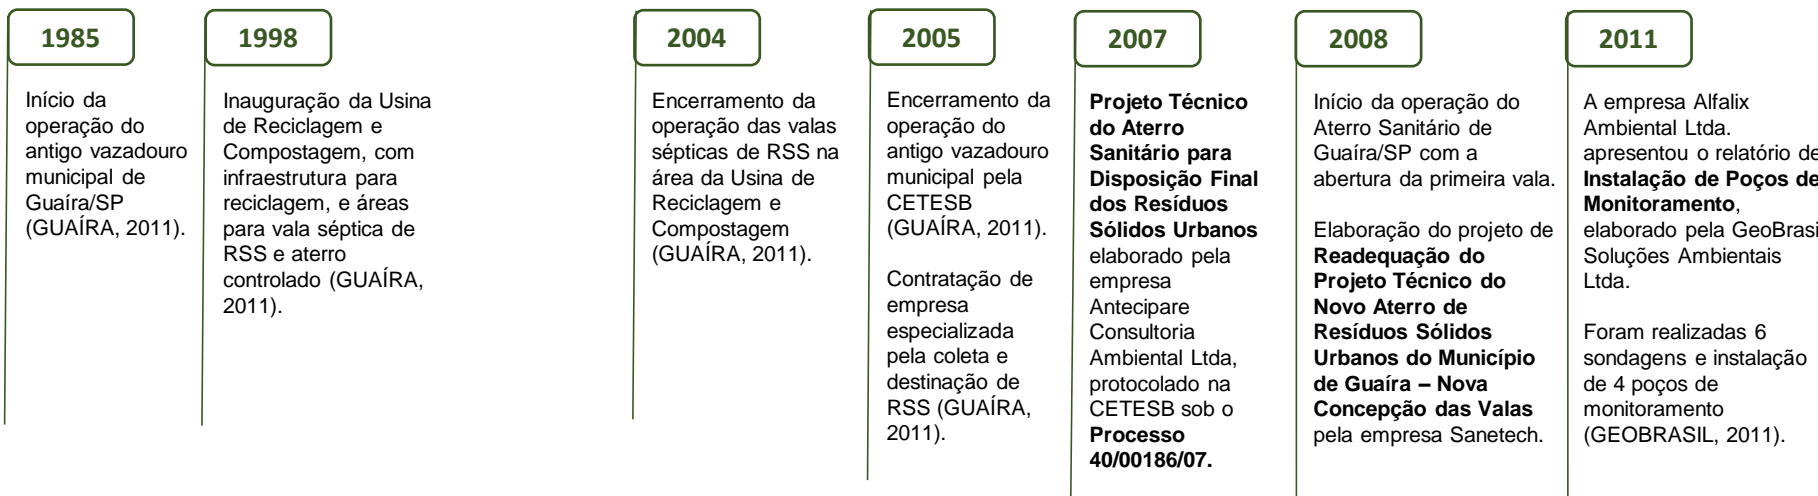 1985
Início da
operação do
antigo vazadouro
municipal de
Guaíra/SP
(GUAÍRA, 2011).
1998
Inauguração da Usina
de Reciclagem e
Compostagem, com
infraestrutura para
reciclagem, e áreas
para vala séptica de
RSS e aterro
controlado (GUAÍRA,
2011).
2004
Encerramento da
operação das valas
sépticas de RSS na
área da Usina de
Reciclagem e
Compostagem
(GUAÍRA, 2011).
2005
Encerramento da
operação do
antigo vazadouro
municipal pela
CETESB
(GUAÍRA, 2011).
Contratação de
empresa
especializada
pela coleta e
destinação de
RSS (GUAÍRA,
2011).
2007
Projeto Técnico
do Aterro
Sanitário para
Disposição Final
dos Resíduos
Sólidos Urbanos
elaborado pela
empresa
Antecipare
Consultoria
Ambiental Ltda,
protocolado na
CETESB sob o
Processo
40/00186/07.
2008
Início da operação do
Aterro Sanitário de
Guaíra/SP com a
abertura da primeira vala.
Elaboração do projeto de
Readequação do
Projeto Técnico do
Novo Aterro de
Resíduos Sólidos
Urbanos do Município
de Guaíra – Nova
Concepção das Valas
pela empresa Sanetech.
2011
A empresa Alfalix
Ambiental Ltda.
apresentou o relatório de
Instalação de Poços de
Monitoramento,
elaborado pela GeoBrasi
Soluções Ambientais
Ltda.
Foram realizadas 6
sondagens e instalação
de 4 poços de
monitoramento
(GEOBRASIL, 2011).